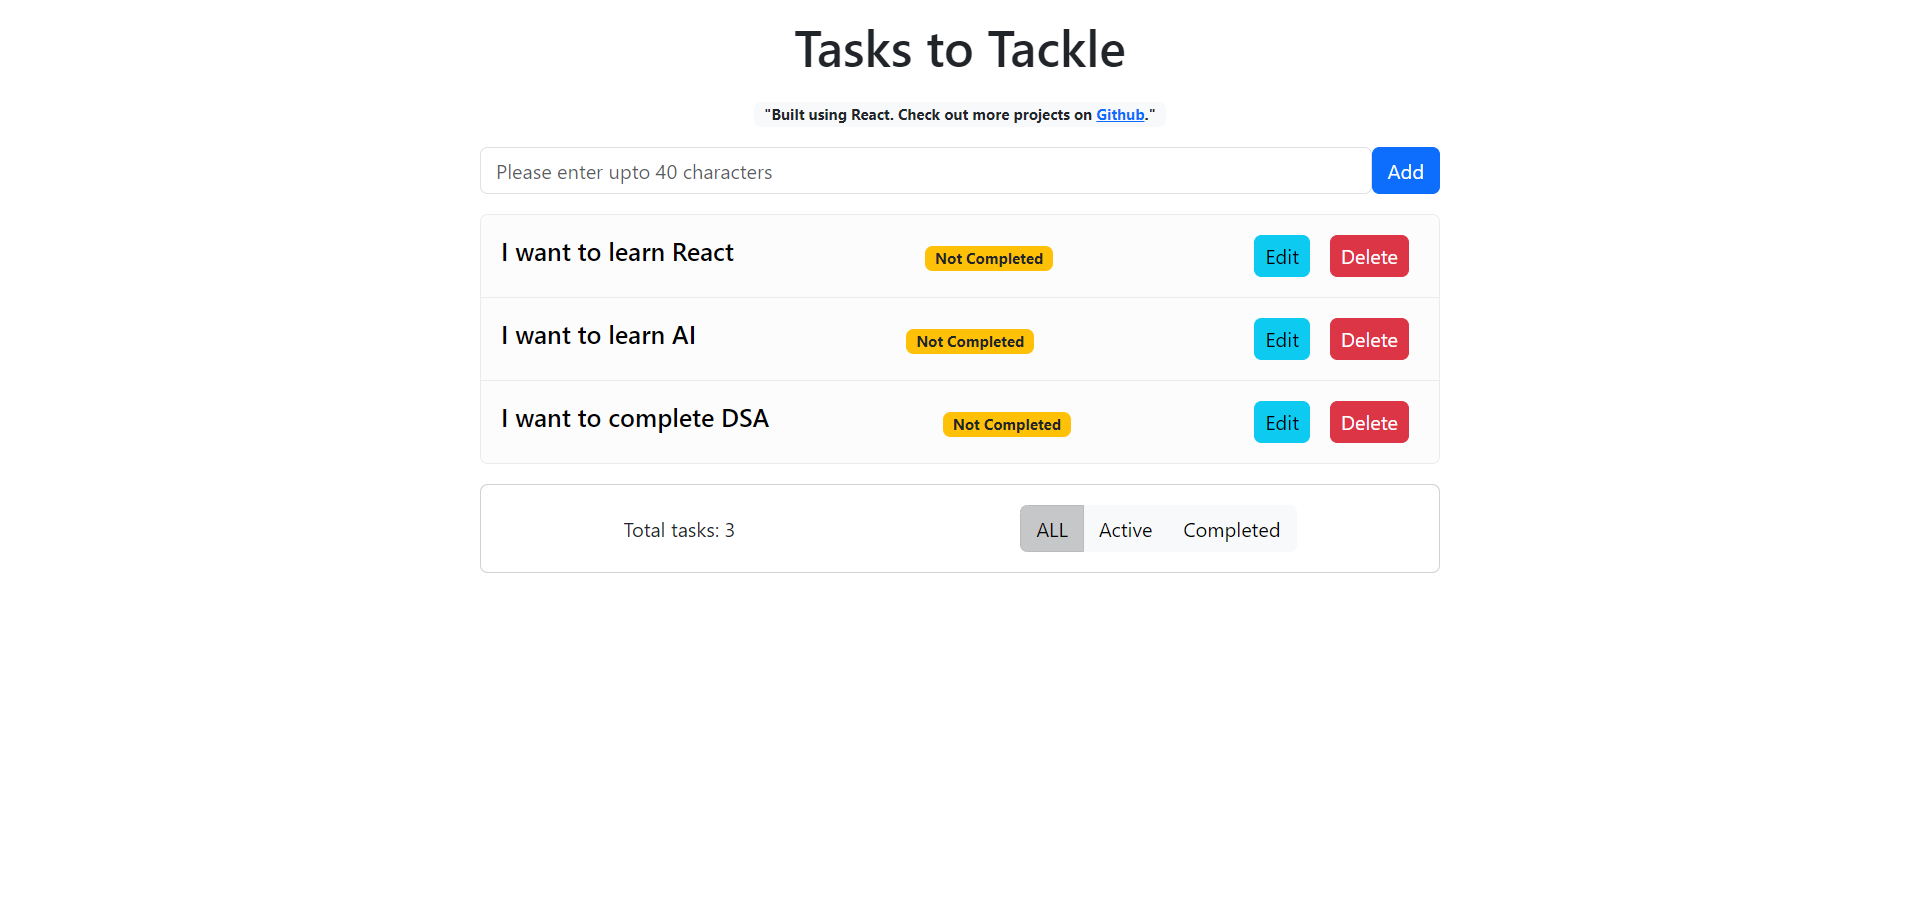 Tasks to Tackle
"Built using React. Check out more projects on Github."
Please enter upto 40 characters Add
I want to learn React Not Completed Edit Delete
I want to learn AI Not Completed Edit Delete
I want to complete DSA Not Completed Edit Delete
Total tasks: 3 ALL Active Completed